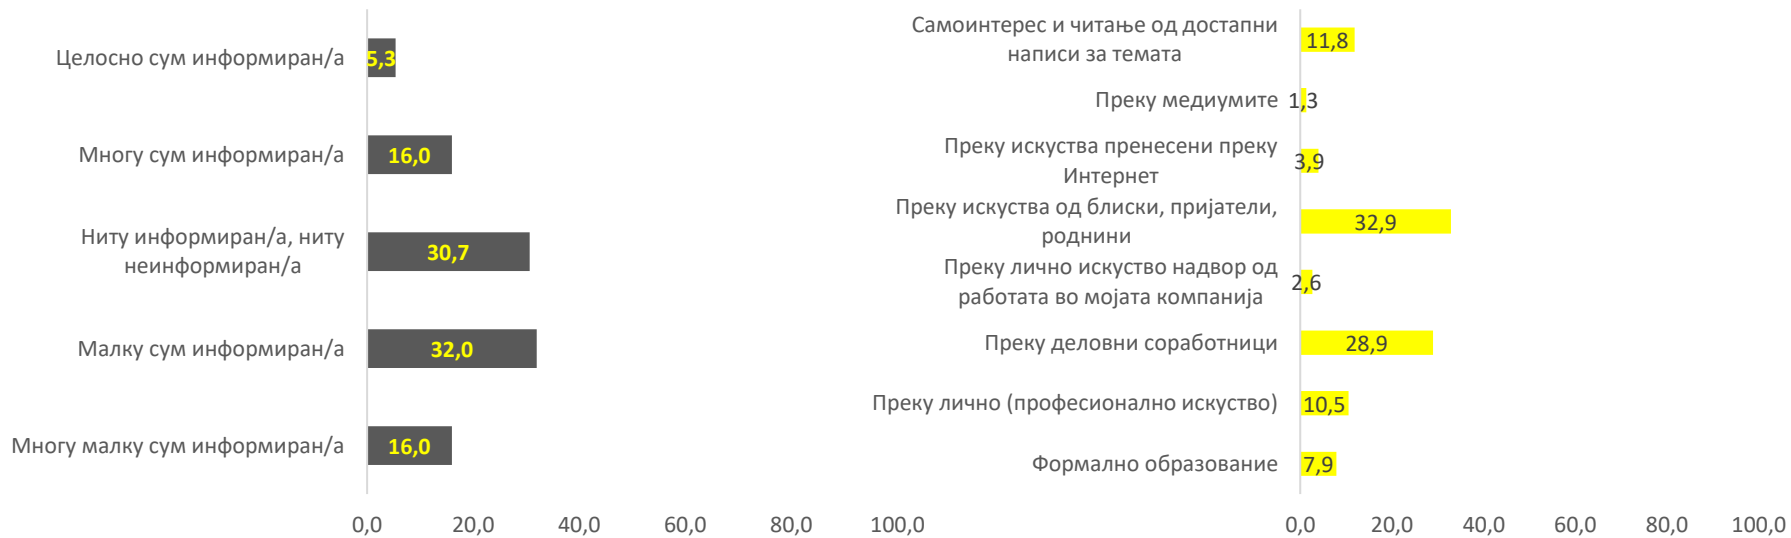 Целосно сум информиран/а
5,3
Многу сум информиран/а
16,0
Ниту информиран/а, ниту
неинформиран/а
30,7
Малку сум информиран/а
32,0
Многу малку сум информиран/а
16,0
0,0 20,0 40,0 60,0 80,0 100,0
Самоинтерес и читање од достапни
написи за темата
11,8
Преку медиумите
1,3
Преку искуства пренесени преку
Интернет
3,9
Преку искуства од блиски, пријатели,
роднини
32,9
Преку лично искуство надвор од
работата во мојата компанија
2,6
Преку деловни соработници
28,9
Преку лично (професионално искуство)
10,5
Формално образование
7,9
0,0 20,0 40,0 60,0 80,0 100,0